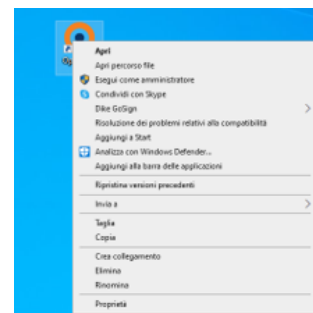 Apri
Apri percorso file
Esegui come amministratore
Condividi con Skype
Dike GoSign
Risoluzione dei problemi relativi alla compatibilità
Aggiungi a Start
Analizza con Windows Defender...
Aggiungi alla barra delle applicazioni
Ripristina versioni precedenti
Invia a
Taglia
Copia
Crea collegamento
Elimina
Rinomina
Proprietà